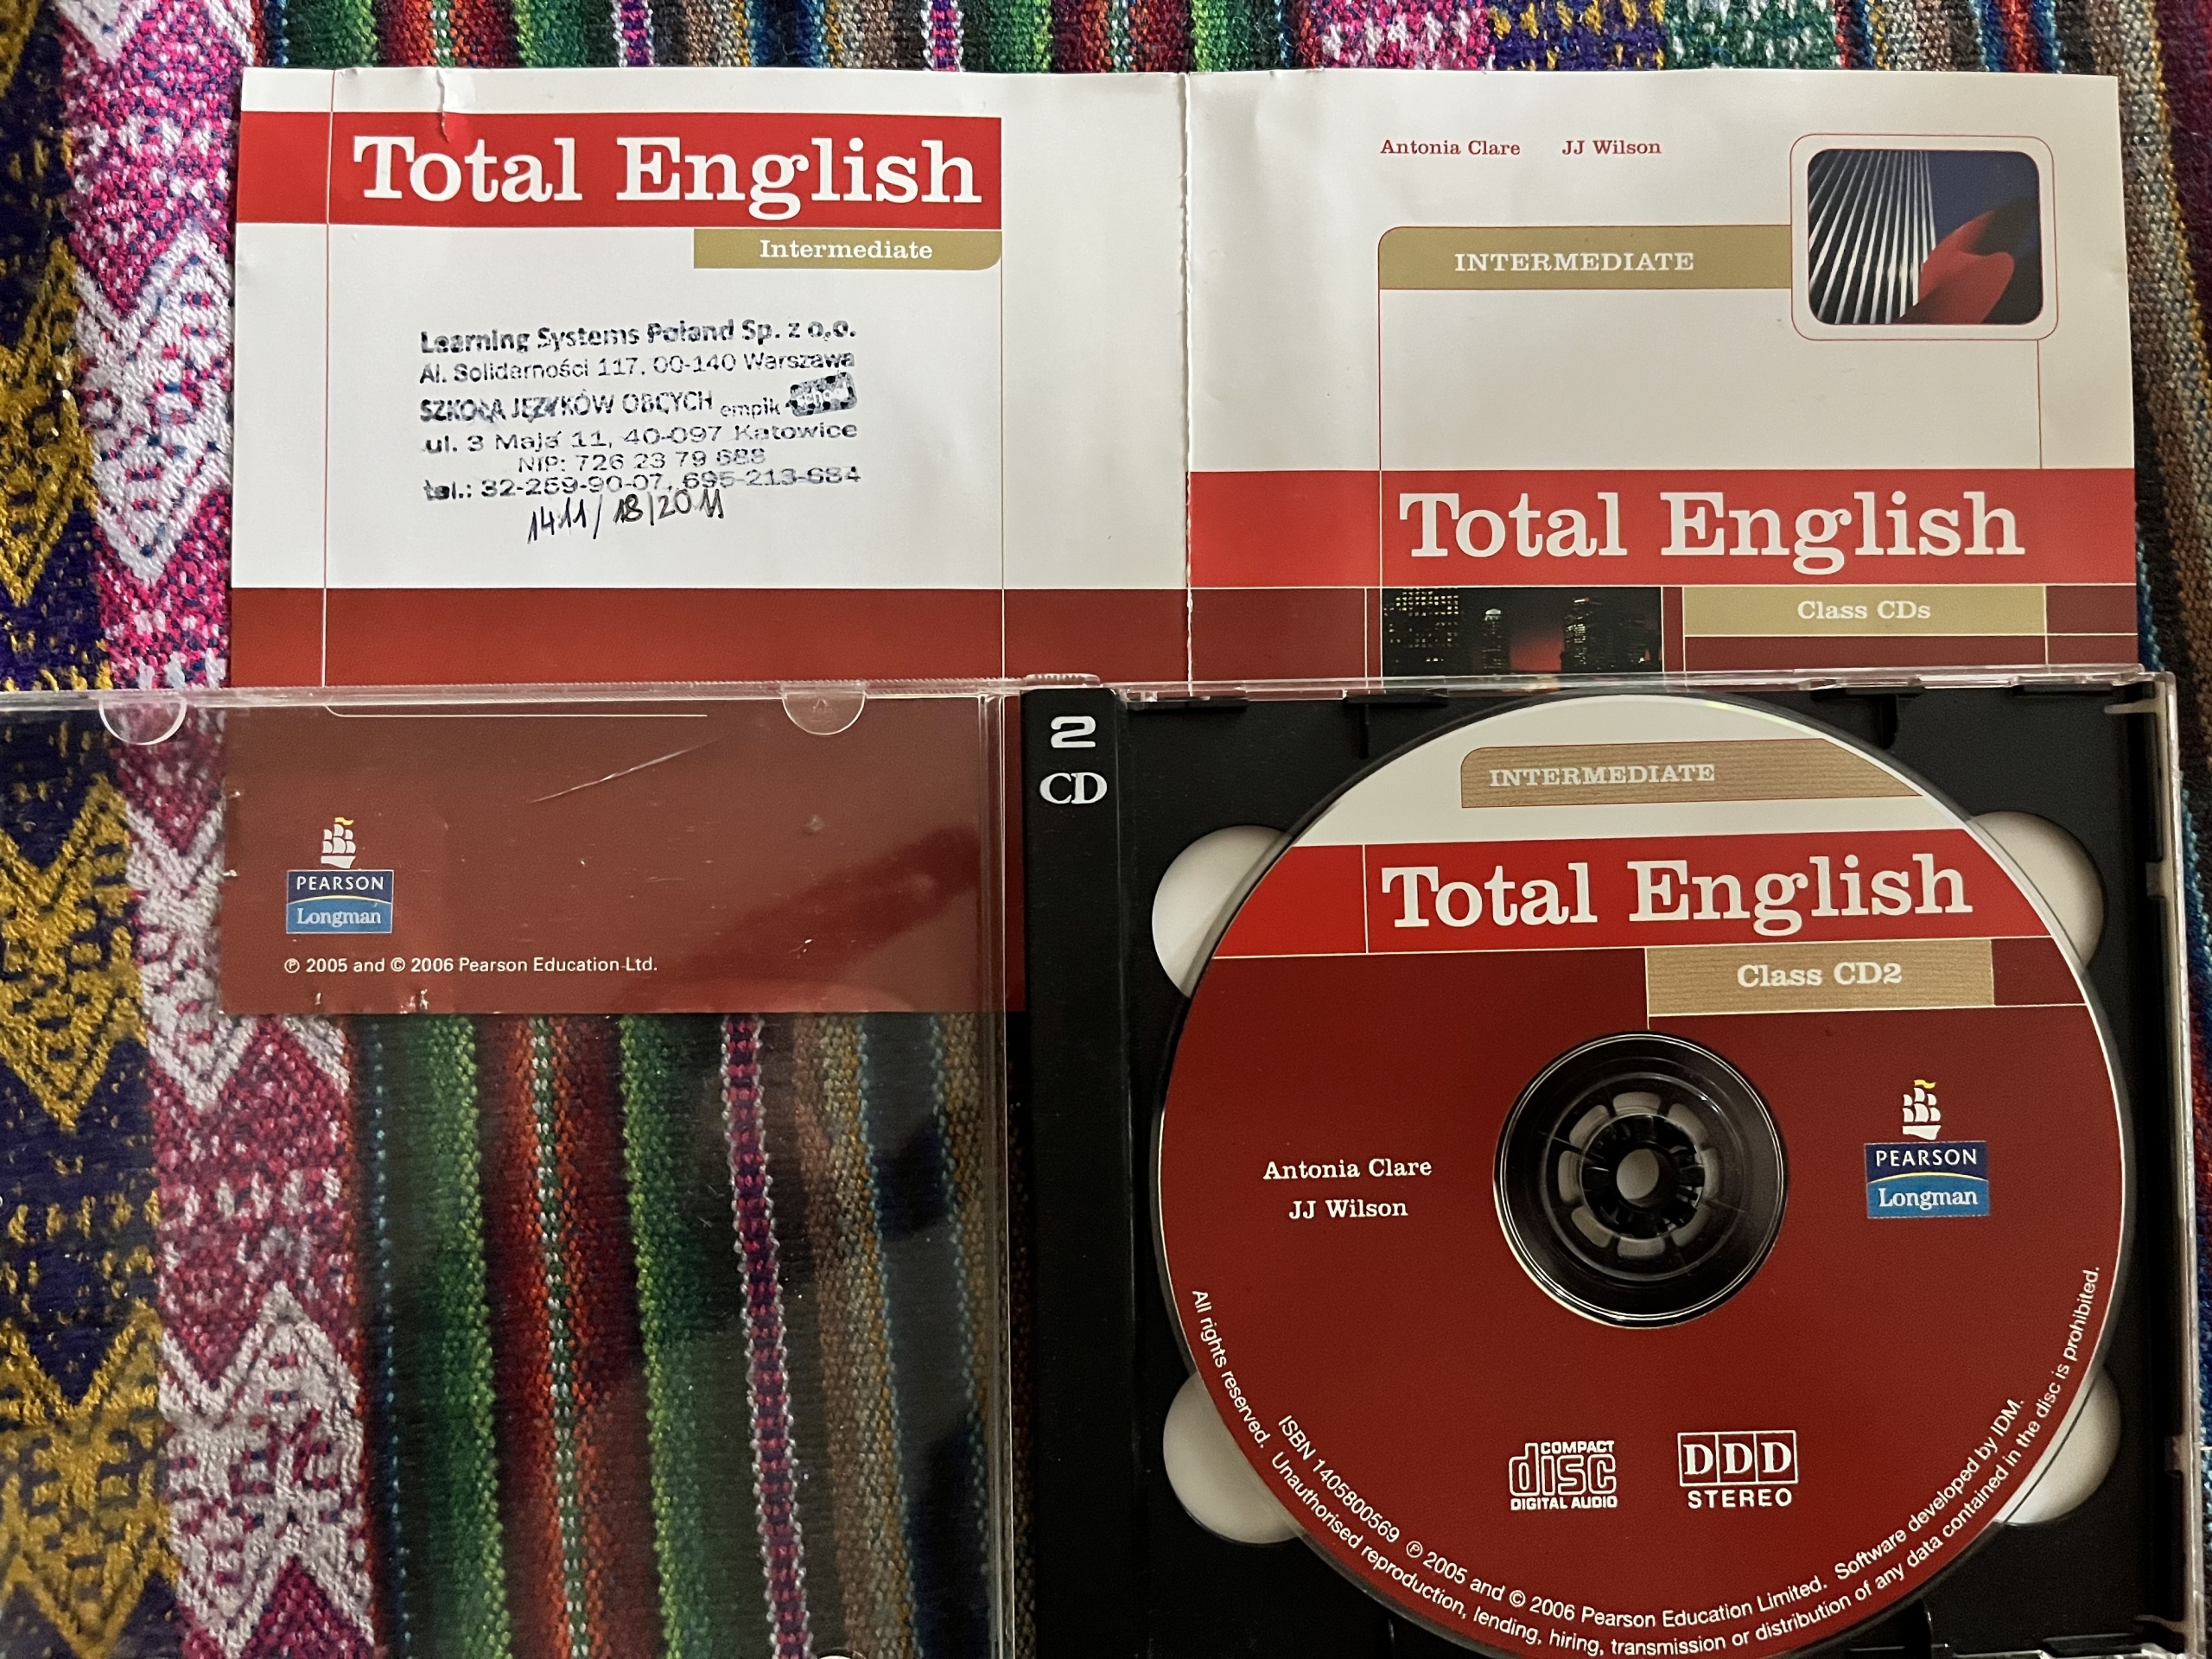 Total English
Intermediate
Learning Systems Poland Sp. z o.o.
Al. Solidarności 117, 00-140 Warszawa
SZKOŁA JĘZYKÓW OBCYCH empik school
ul. 3 Maja 11, 40-097 Katowice
NIP: 726 23 79 688
tel.: 32-259-90-07, 695-213-684
1411/18/2011
Antonia Clare JJ Wilson
INTERMEDIATE
Total English
Class CDs
PEARSON
Longman
℗ 2005 and © 2006 Pearson Education Ltd.
2
CD
INTERMEDIATE
Total English
Class CD2
Antonia Clare
JJ Wilson
PEARSON
Longman
COMPACT
disc
DIGITAL AUDIO
DDD
STEREO
ISBN 1405800569 ℗ 2005 and © 2006 Pearson Education Limited. Software developed by IDM.
All rights reserved. Unauthorised reproduction, lending, hiring, transmission or distribution of any data contained in the disc is prohibited.